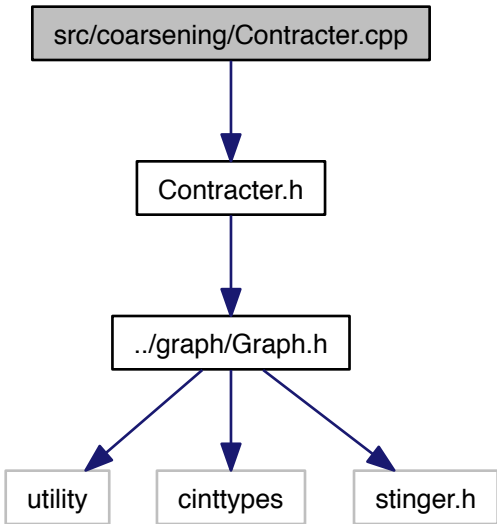 src/coarsening/Contracter.cpp
Contracter.h
../graph/Graph.h
utility
cinttypes
stinger.h